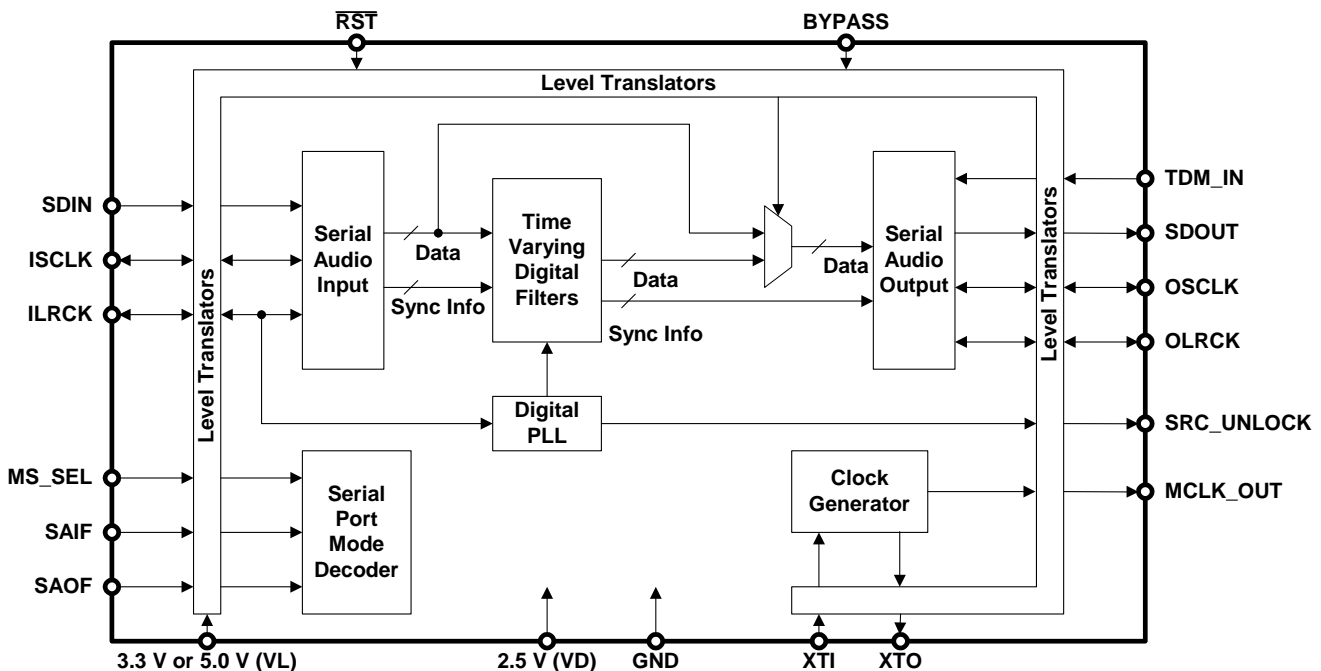 RST
BYPASS
Level Translators
SDIN
ISCLK
ILRCK
MS_SEL
SAIF
SAOF
Level Translators
Serial
Audio
Input
Data
Sync Info
Time
Varying
Digital
Filters
Data
Sync Info
Data
Serial
Audio
Output
Level Translators
TDM_IN
SDOUT
OSCLK
OLRCK
SRC_UNLOCK
MCLK_OUT
Digital
PLL
Serial
Port
Mode
Decoder
Clock
Generator
3.3 V or 5.0 V (VL)
2.5 V (VD)
GND
XTI
XTO